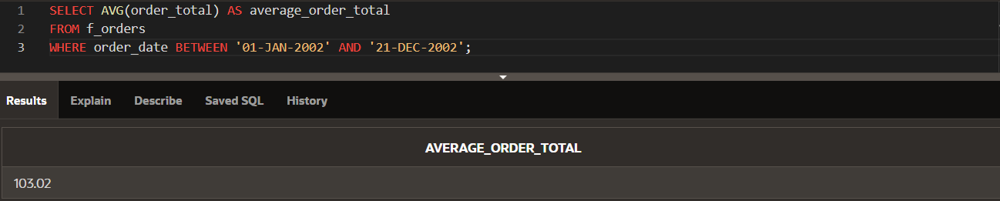 1 SELECT AVG(order_total) AS average_order_total
2 FROM f_orders
3 WHERE order_date BETWEEN '01-JAN-2002' AND '21-DEC-2002';
Results Explain Describe Saved SQL History
AVERAGE_ORDER_TOTAL
103.02